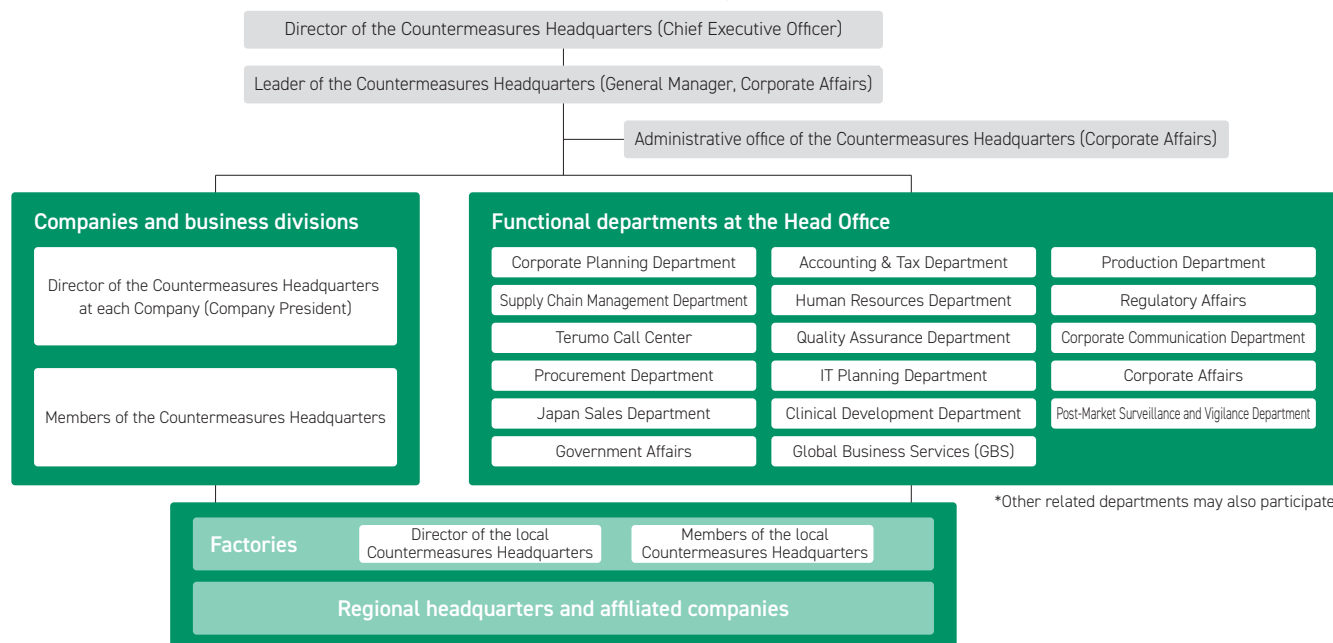 Director of the Countermeasures Headquarters (Chief Executive Officer)
Leader of the Countermeasures Headquarters (General Manager, Corporate Affairs)
Administrative office of the Countermeasures Headquarters (Corporate Affairs)
Companies and business divisions
Director of the Countermeasures Headquarters
at each Company (Company President)
Members of the Countermeasures Headquarters
Functional departments at the Head Office
Corporate Planning Department
Accounting & Tax Department
Production Department
Supply Chain Management Department
Human Resources Department
Regulatory Affairs
Terumo Call Center
Quality Assurance Department
Corporate Communication Department
Procurement Department
IT Planning Department
Corporate Affairs
Japan Sales Department
Clinical Development Department
Post-Market Surveillance and Vigilance Department
Government Affairs
Global Business Services (GBS)
*Other related departments may also participate
Factories
Director of the local
Countermeasures Headquarters
Members of the local
Countermeasures Headquarters
Regional headquarters and affiliated companies